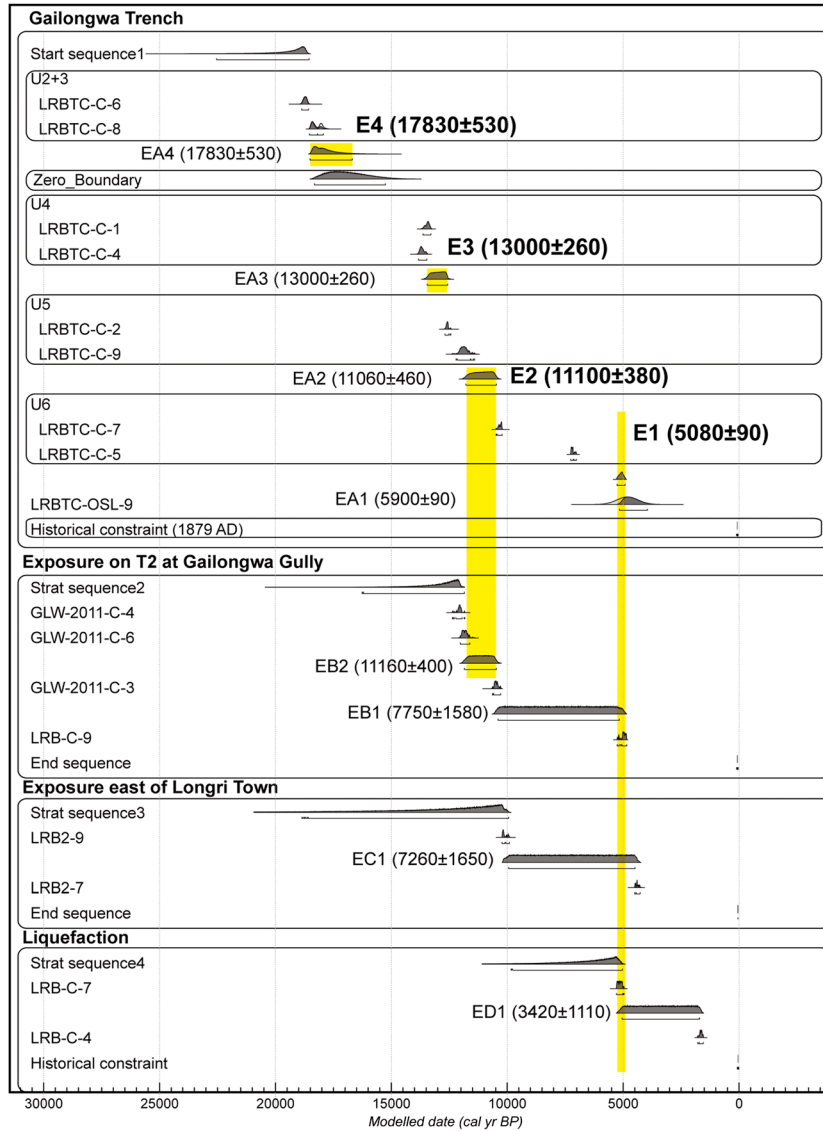 Gailongwa Trench
Start sequence1
U2+3
LRBTC-C-6
LRBTC-C-8
E4 (17830±530)
EA4 (17830±530)
Zero_Boundary
U4
LRBTC-C-1
LRBTC-C-4
E3 (13000±260)
EA3 (13000±260)
U5
LRBTC-C-2
LRBTC-C-9
EA2 (11060±460)
E2 (11100±380)
U6
LRBTC-C-7
E1 (5080±90)
LRBTC-C-5
EA1 (5900±90)
LRBTC-OSL-9
Historical constraint (1879 AD)
Exposure on T2 at Gailongwa Gully
Strat sequence2
GLW-2011-C-4
GLW-2011-C-6
EB2 (11160±400)
GLW-2011-C-3
EB1 (7750±1580)
LRB-C-9
End sequence
Exposure east of Longri Town
Strat sequence3
LRB2-9
EC1 (7260±1650)
LRB2-7
End sequence
Liquefaction
Strat sequence4
LRB-C-7
ED1 (3420±1110)
LRB-C-4
Historical constraint
30000 25000 20000 15000 10000 5000 0
Modelled date (cal yr BP)